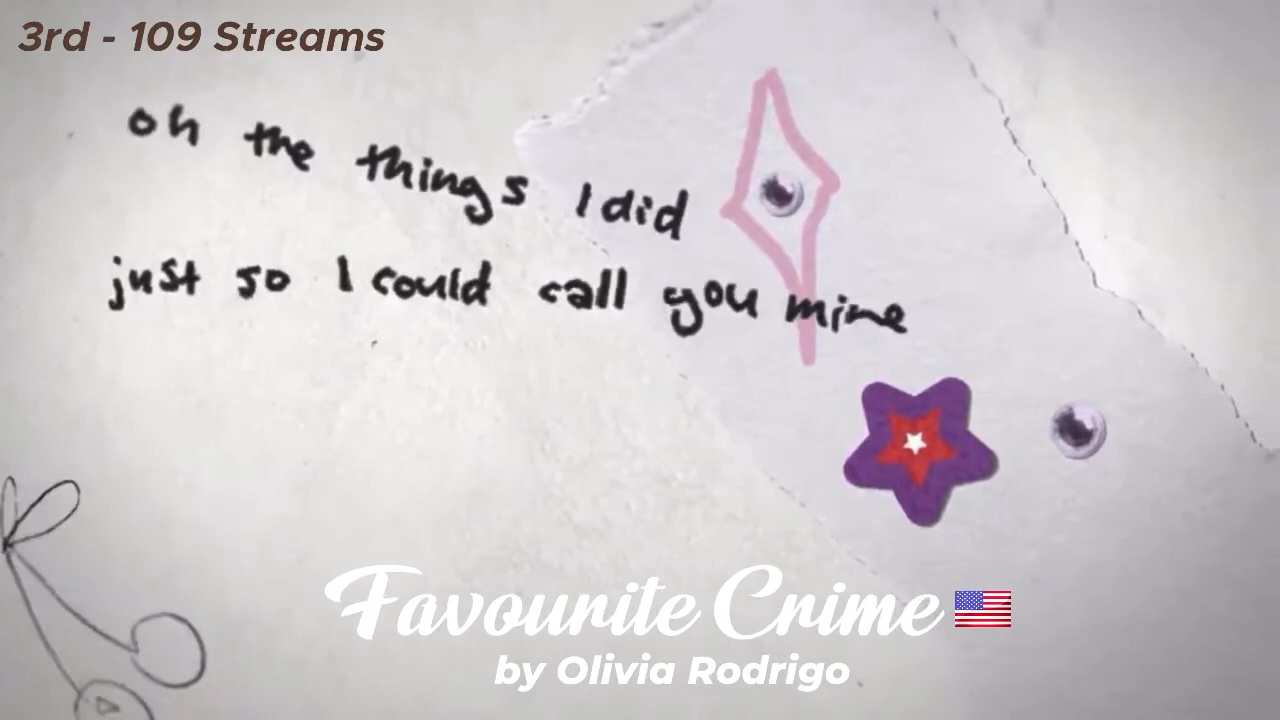 3rd - 109 Streams
oh the things I did
just so I could call you mine
Favourite Crime
by Olivia Rodrigo